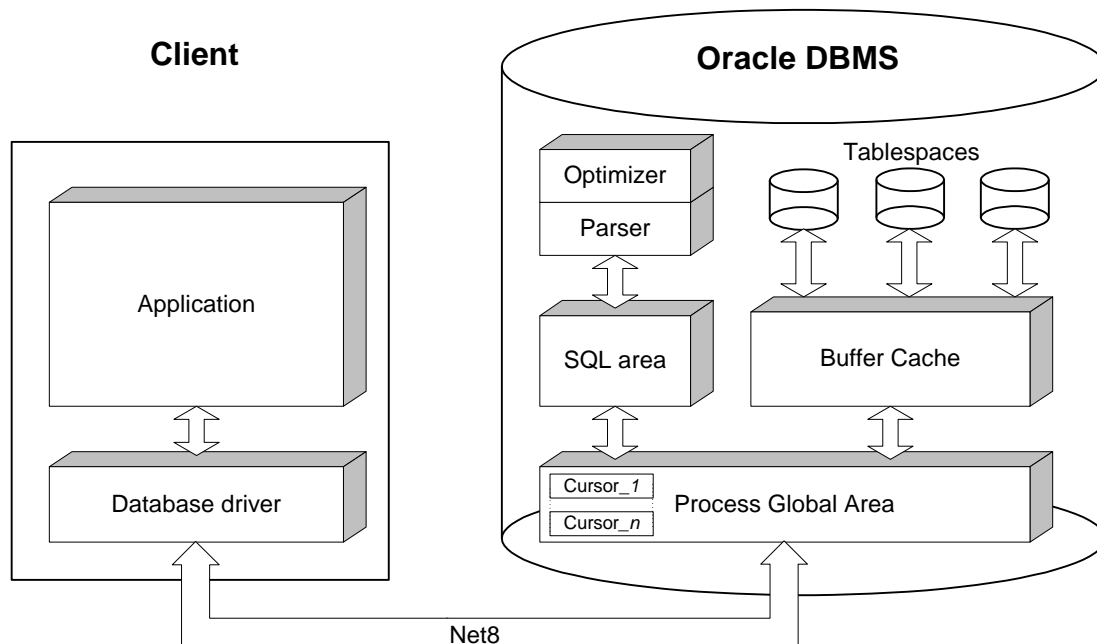 Client
Oracle DBMS
Application
Database driver
Optimizer
Parser
Tablespaces
SQL area
Buffer Cache
Cursor_1
Cursor_n
Process Global Area
Net8